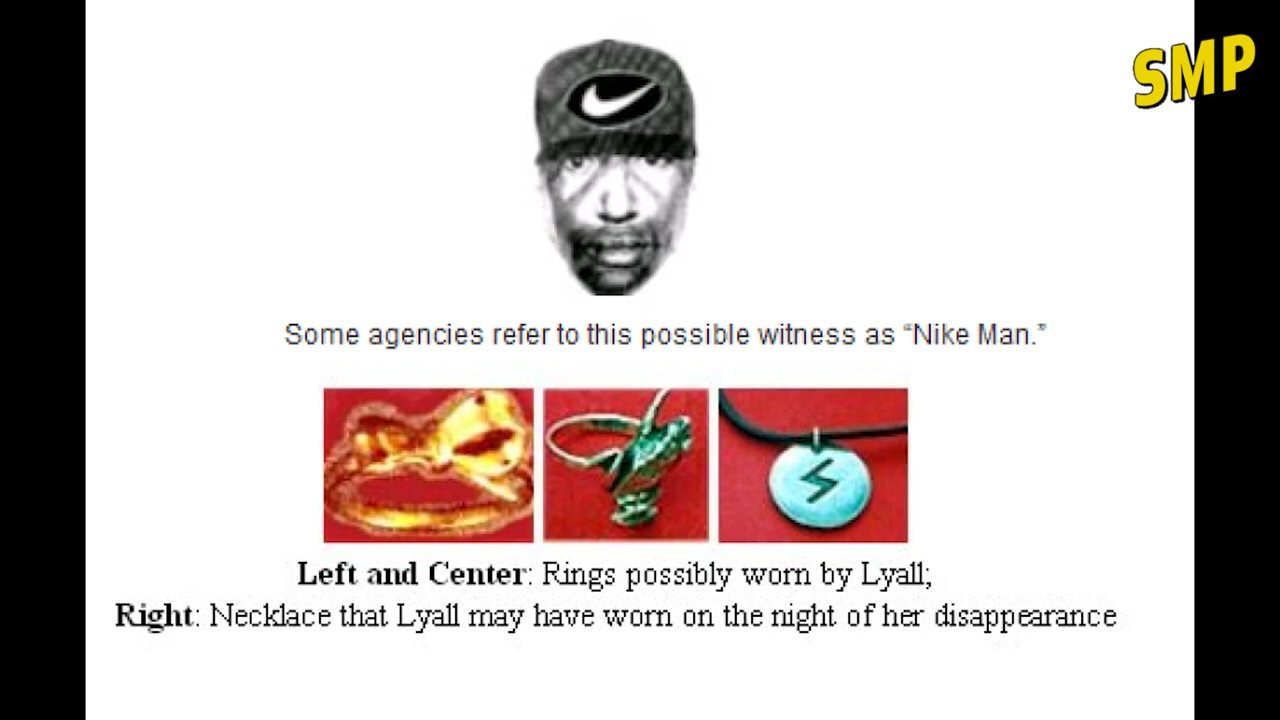 SMP
Some agencies refer to this possible witness as “Nike Man.”
Left and Center: Rings possibly worn by Lyall;
Right: Necklace that Lyall may have worn on the night of her disappearance